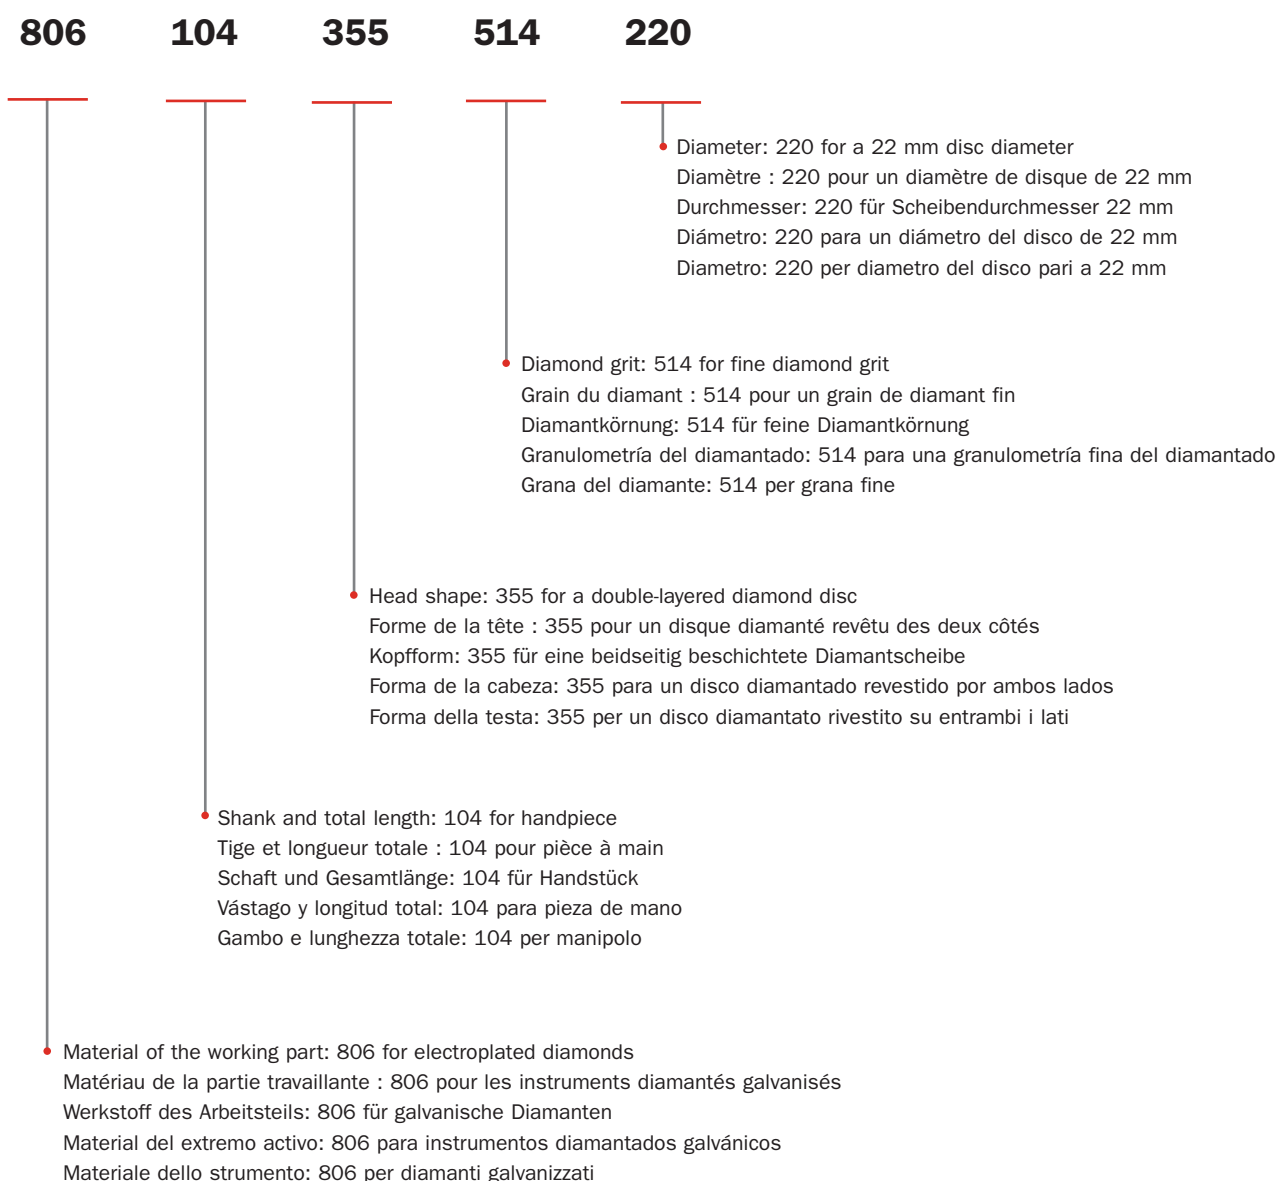 806 104 355 514 220
Diameter: 220 for a 22 mm disc diameter
Diamètre : 220 pour un diamètre de disque de 22 mm
Durchmesser: 220 für Scheibendurchmesser 22 mm
Diámetro: 220 para un diámetro del disco de 22 mm
Diametro: 220 per diametro del disco pari a 22 mm
Diamond grit: 514 for fine diamond grit
Grain du diamant : 514 pour un grain de diamant fin
Diamantkörnung: 514 für feine Diamantkörnung
Granulometría del diamantado: 514 para una granulometría fina del diamantado
Grana del diamante: 514 per grana fine
Head shape: 355 for a double-layered diamond disc
Forme de la tête : 355 pour un disque diamanté revêtu des deux côtés
Kopfform: 355 für eine beidseitig beschichtete Diamantscheibe
Forma de la cabeza: 355 para un disco diamantado revestido por ambos lados
Forma della testa: 355 per un disco diamantato rivestito su entrambi i lati
Shank and total length: 104 for handpiece
Tige et longueur totale : 104 pour pièce à main
Schaft und Gesamtlänge: 104 für Handstück
Vástago y longitud total: 104 para pieza de mano
Gambo e lunghezza totale: 104 per manipolo
Material of the working part: 806 for electroplated diamonds
Matériau de la partie travaillante : 806 pour les instruments diamantés galvanisés
Werkstoff des Arbeitsteils: 806 für galvanische Diamanten
Material del extremo activo: 806 para instrumentos diamantados galvánicos
Materiale dello strumento: 806 per diamanti galvanizzati